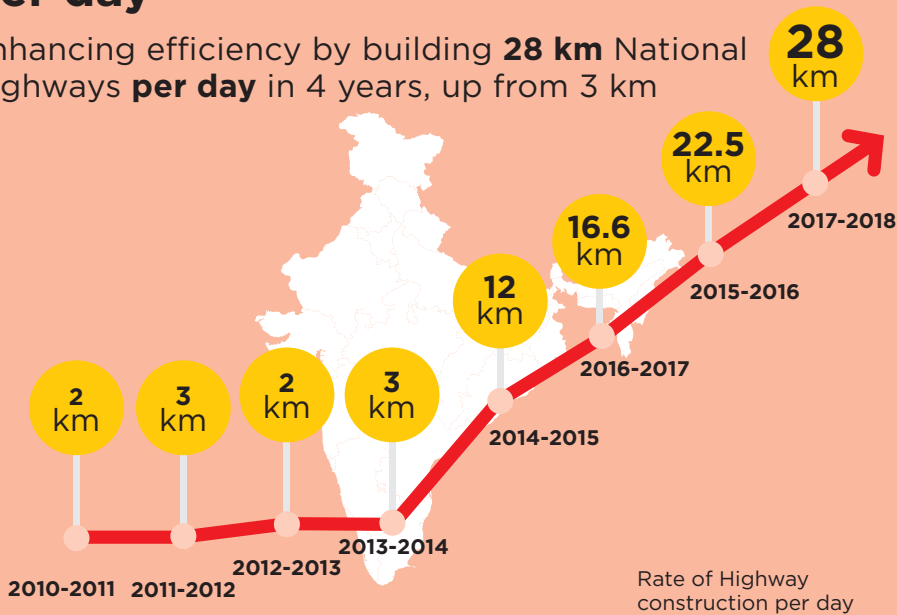 er day
nhancing efficiency by building 28 km National
ghways per day in 4 years, up from 3 km
28
km
22.5
km
2017-2018
16.6
km
2015-2016
12
km
2016-2017
2
km
3
km
2
km
3
km
2014-2015
2013-2014
2012-2013
2010-2011
2011-2012
Rate of Highway
construction per day